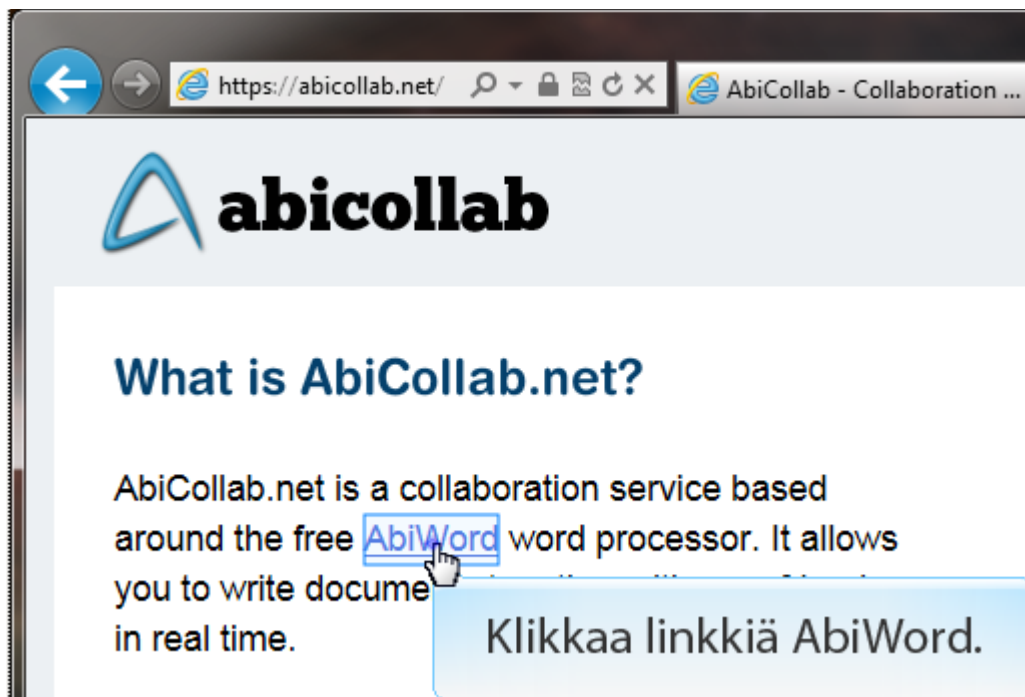 https://abicollab.net/
AbiCollab - Collaboration ...
abicollab
What is AbiCollab.net?
AbiCollab.net is a collaboration service based
around the free AbiWord word processor. It allows
you to write docume
in real time.
Klikkaa linkkiä AbiWord.